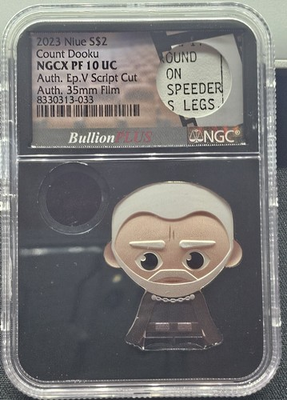 2023 Niue S$2
Count Dooku
NGCX PF 10 UC
Auth. Ep.V Script Cut
Auth. 35mm Film
8330313-033
OUND
ON
SPEEDER
S LEGS
BullionPLUS
NGC